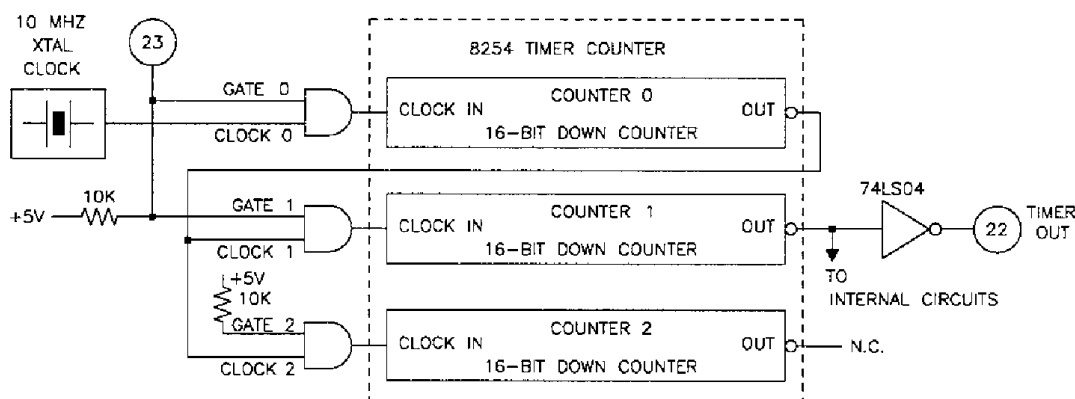 10 MHZ
XTAL
CLOCK
23
8254 TIMER COUNTER
GATE 0
CLOCK 0
CLOCK IN
COUNTER 0
16-BIT DOWN COUNTER
OUT
+5V
10K
GATE 1
CLOCK 1
CLOCK IN
COUNTER 1
16-BIT DOWN COUNTER
OUT
74LS04
22
TIMER
OUT
TO
INTERNAL CIRCUITS
+5V
10K
GATE 2
CLOCK 2
CLOCK IN
COUNTER 2
16-BIT DOWN COUNTER
OUT
N.C.